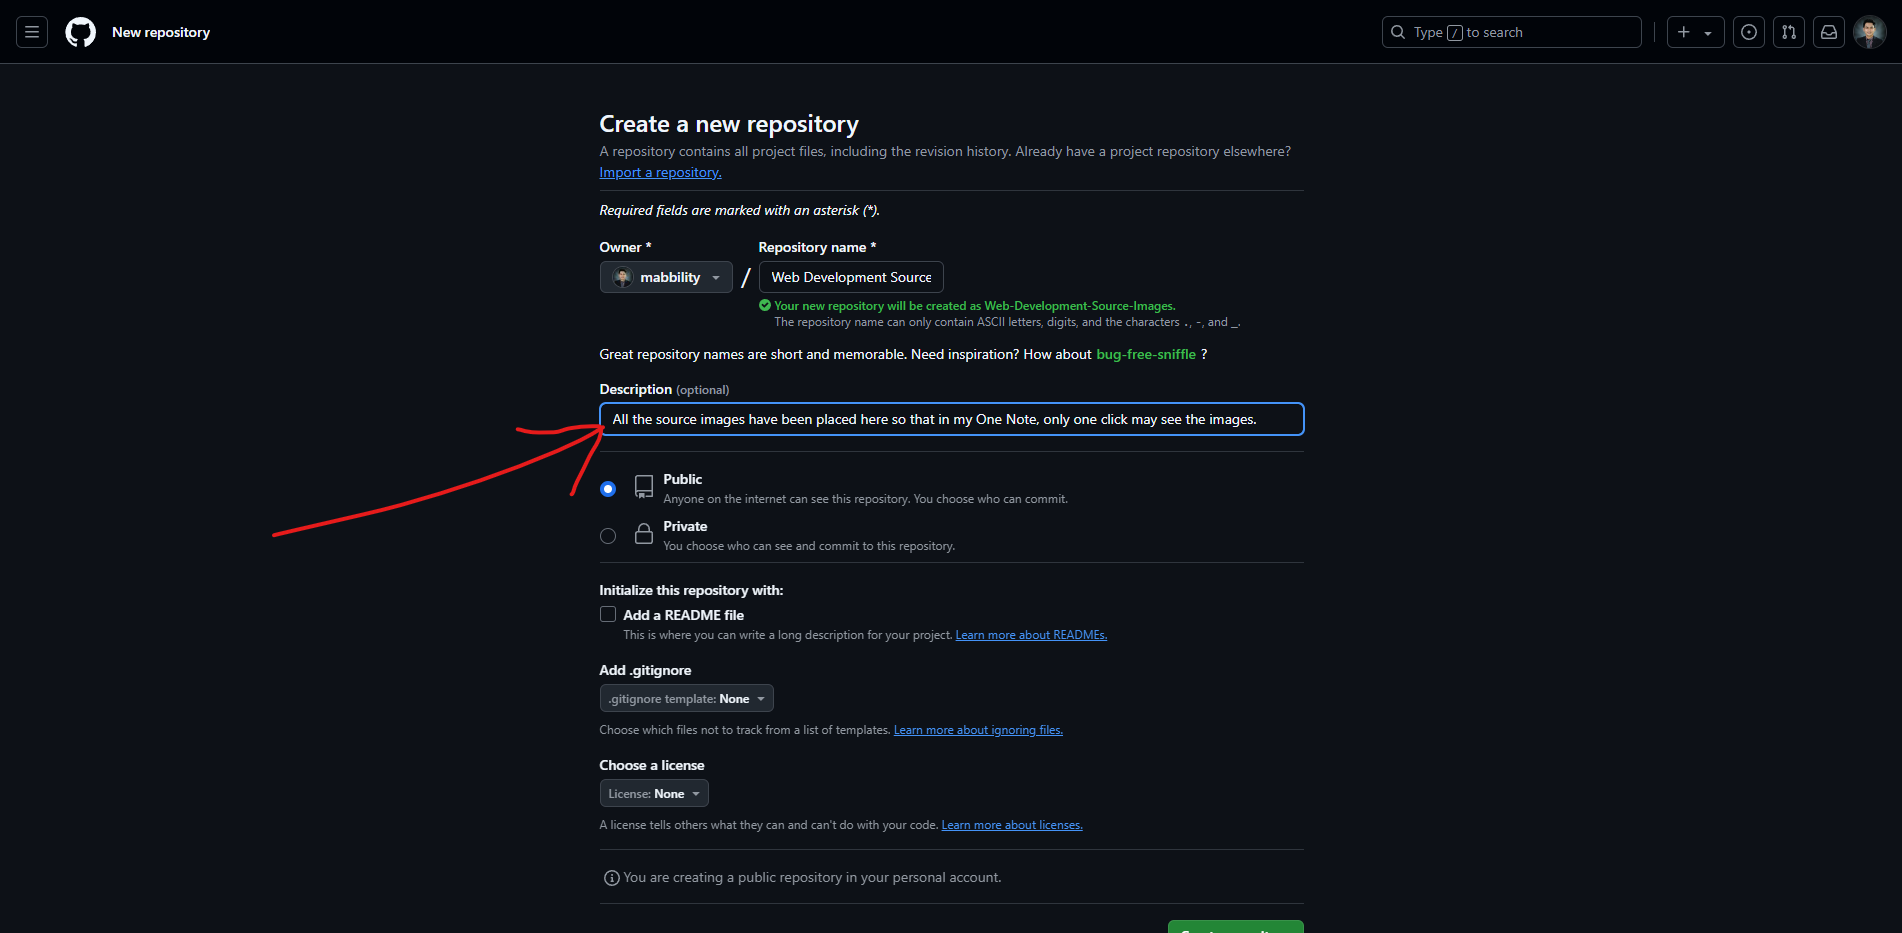 New repository
Type / to search
Create a new repository
A repository contains all project files, including the revision history. Already have a project repository elsewhere?
Import a repository.
Required fields are marked with an asterisk (*).
Owner * Repository name *
mabbility / Web Development Source
Your new repository will be created as Web-Development-Source-Images.
The repository name can only contain ASCII letters, digits, and the characters ., -, and _.
Great repository names are short and memorable. Need inspiration? How about bug-free-sniffle ?
Description (optional)
All the source images have been placed here so that in my One Note, only one click may see the images.
Public
Anyone on the internet can see this repository. You choose who can commit.
Private
You choose who can see and commit to this repository.
Initialize this repository with:
Add a README file
This is where you can write a long description for your project. Learn more about READMEs.
Add .gitignore
.gitignore template: None
Choose which files not to track from a list of templates. Learn more about ignoring files.
Choose a license
License: None
A license tells others what they can and can't do with your code. Learn more about licenses.
You are creating a public repository in your personal account.